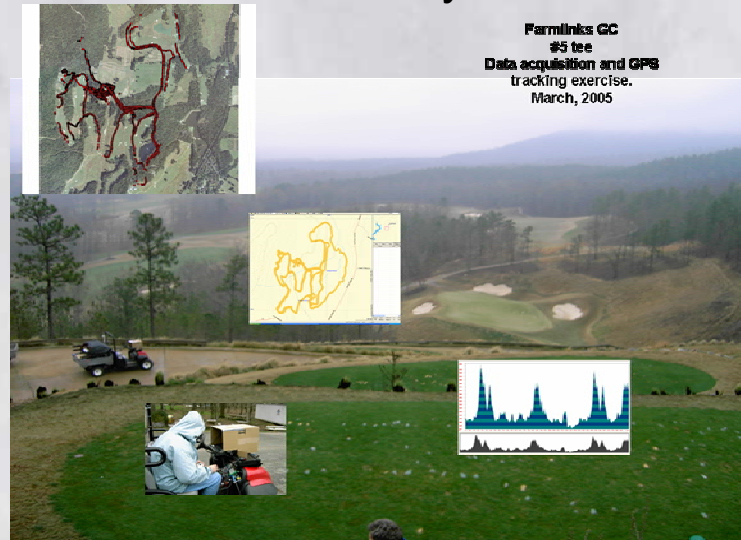 Farmlinks GC
#5 tee
Data acquisition and GPS
tracking exercise.
March, 2005